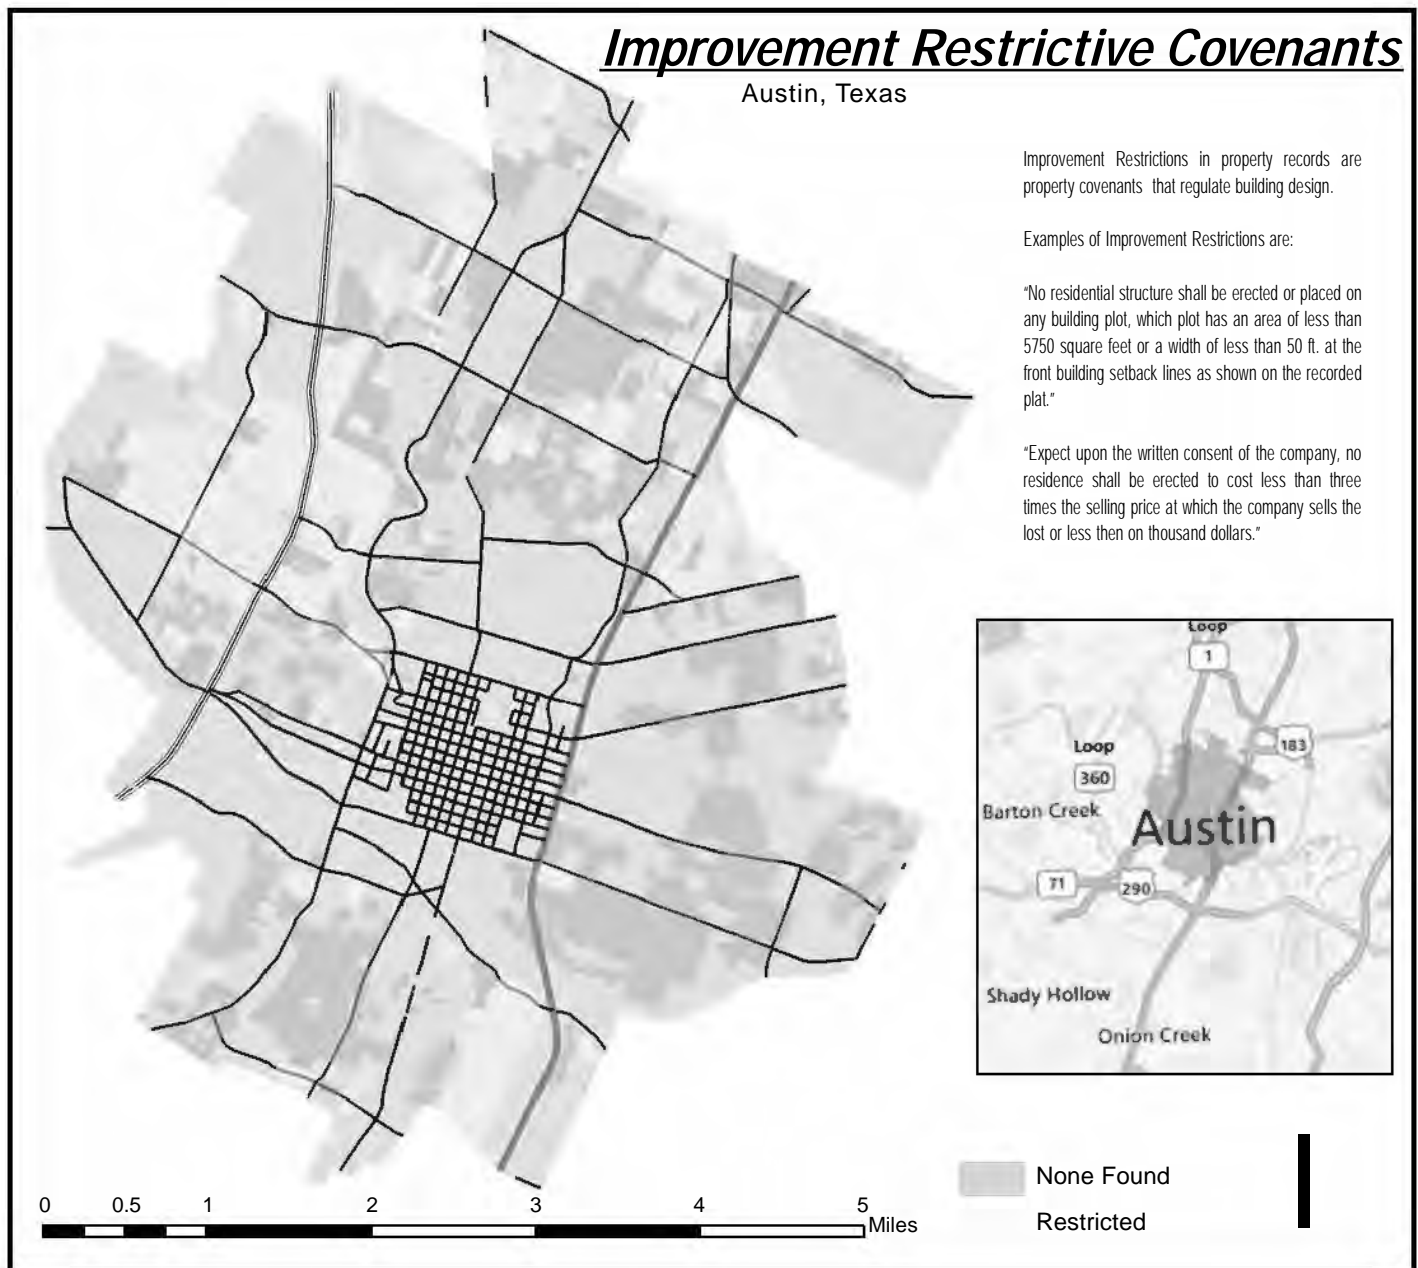 Improvement Restrictive Covenants
Austin, Texas
Improvement Restrictions in property records are
property covenants that regulate building design.
Examples of Improvement Restrictions are:
“No residential structure shall be erected or placed on
any building plot, which plot has an area of less than
5750 square feet or a width of less than 50 ft. at the
front building setback lines as shown on the recorded
plat.”
“Expect upon the written consent of the company, no
residence shall be erected to cost less than three
times the selling price at which the company sells the
lost or less then on thousand dollars.”
Loop
1
183
Loop
360
Barton Creek
Austin
71
290
Shady Hollow
Onion Creek
None Found
Restricted
0 0.5 1 2 3 4 5
Miles